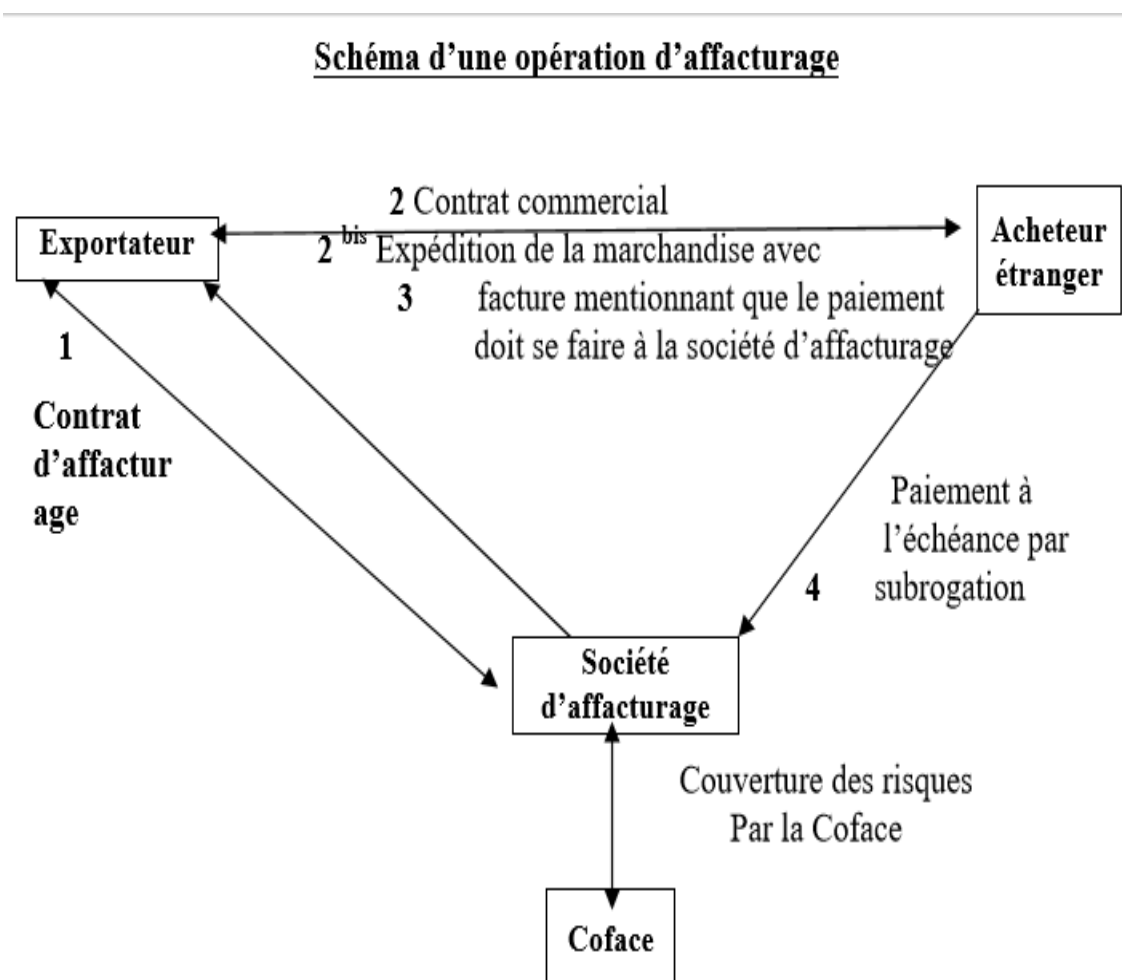 Schéma d'une opération d'affacturage
2 Contrat commercial
Exportateur
Acheteur
étranger
2 bis Expédition de la marchandise avec
3 facture mentionnant que le paiement
doit se faire à la société d'affacturage
1
Contrat
d'affactur
age
Paiement à
l'échéance par
4 subrogation
Société
d'affacturage
Couverture des risques
Par la Coface
Coface